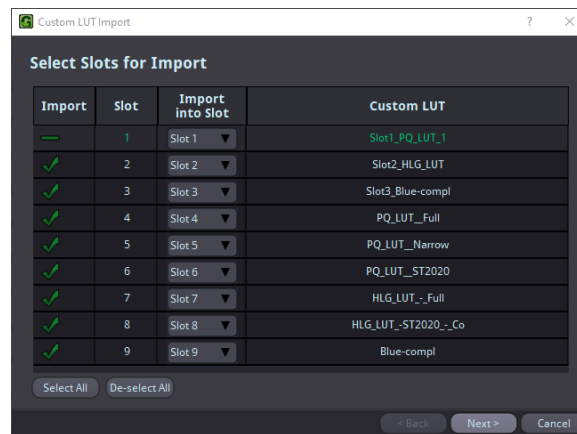 Custom LUT Import ?
Select Slots for Import
Import Slot Import into Slot Custom LUT
1 Slot 1 Slot1_PQ_LUT_1
2 Slot 2 Slot2_HLG_LUT
3 Slot 3 Slot3_Blue-compl
4 Slot 4 PQ_LUT__Full
5 Slot 5 PQ_LUT__Narrow
6 Slot 6 PQ_LUT__ST2020
7 Slot 7 HLG_LUT_-_Full
8 Slot 8 HLG_LUT_-ST2020_-_Co
9 Slot 9 Blue-compl
Select All De-select All
< Back Next > Cancel